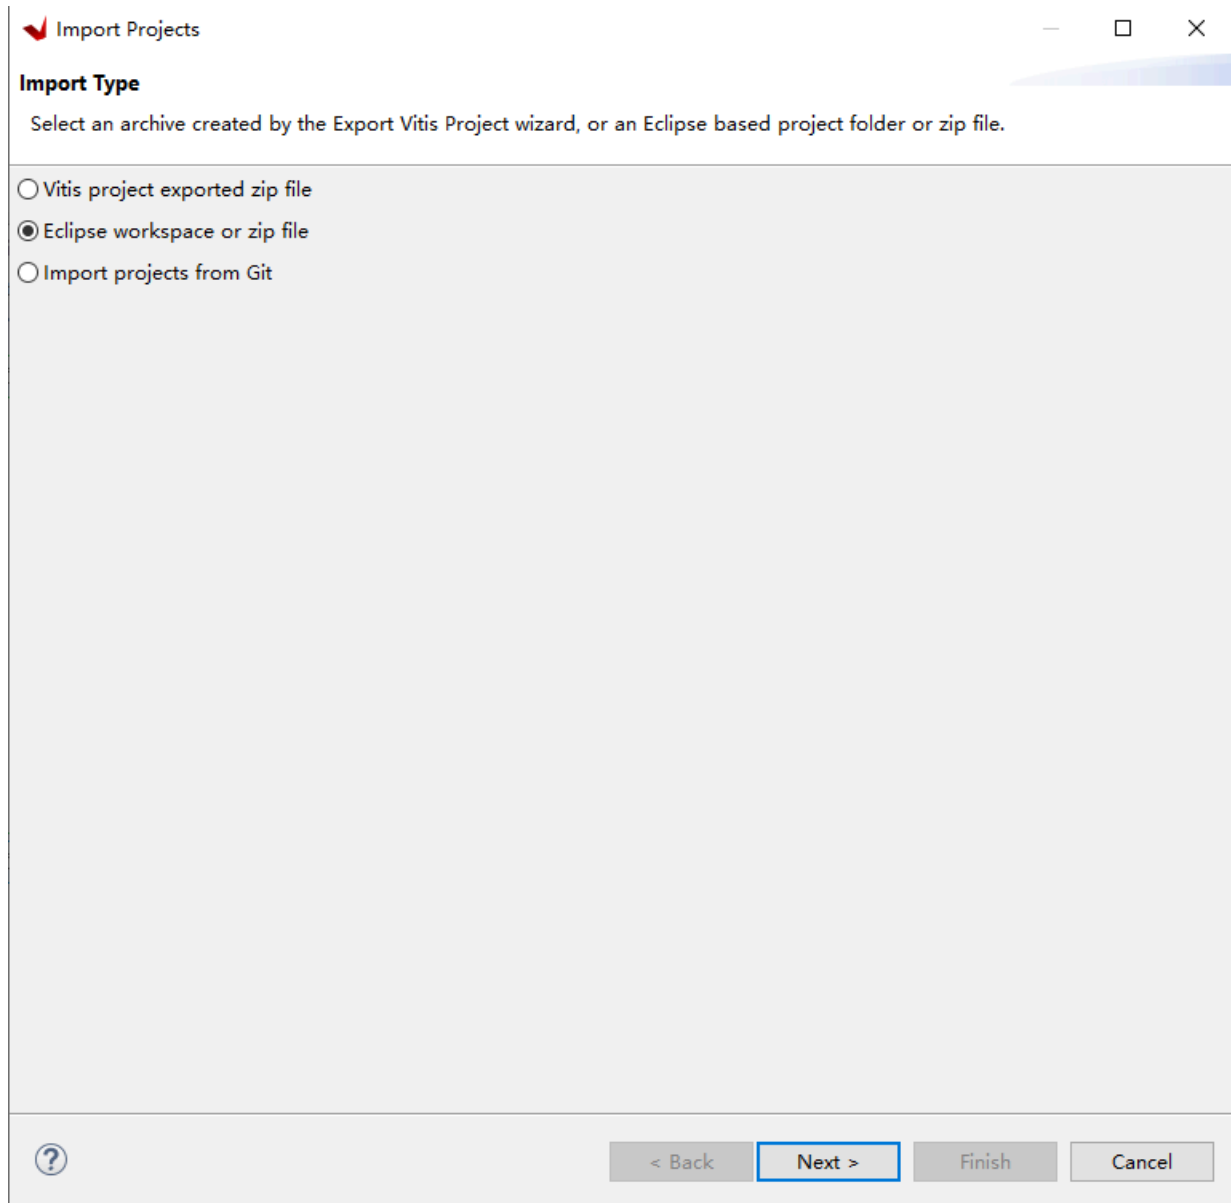 Import Projects
Import Type
Select an archive created by the Export Vitis Project wizard, or an Eclipse based project folder or zip file.
Vitis project exported zip file
Eclipse workspace or zip file
Import projects from Git
?
< Back
Next >
Finish
Cancel